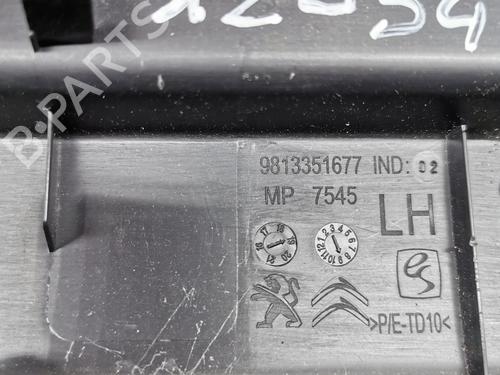 B-PARTS
9813351677 IND: 02
MP 7545
LH
>P/E-TD10<